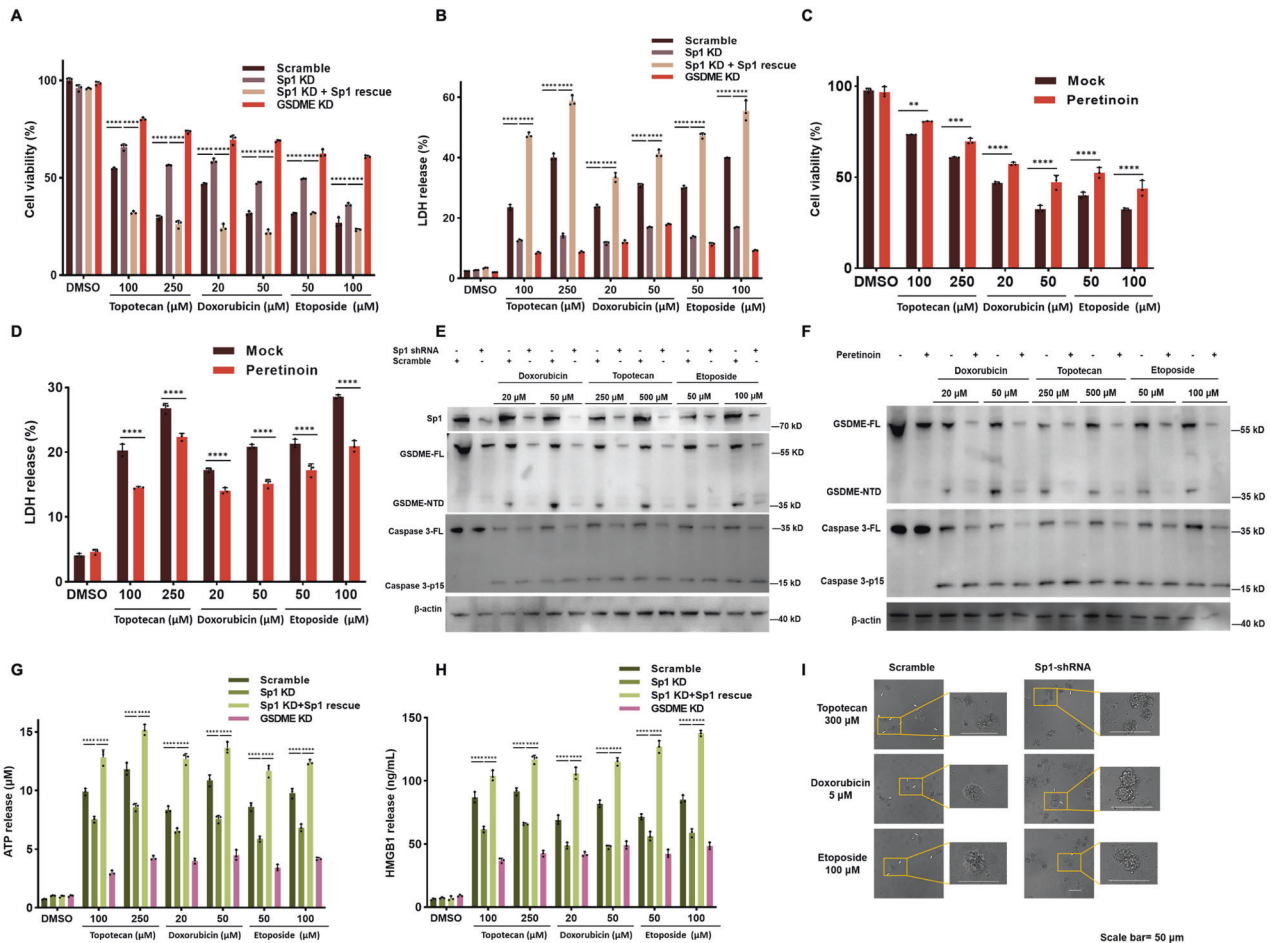 A
Scramble
Sp1 KD
Sp1 KD + Sp1 rescue
GSDME KD
Cell viability (%)
100
50
0
**** **** **** **** **** **** **** **** **** **** **** ****
DMSO 100 250 20 50 50 100
Topotecan (µM) Doxorubicin (µM) Etoposide (µM)
B
Scramble
Sp1 KD
Sp1 KD + Sp1 rescue
GSDME KD
LDH release (%)
60
40
20
0
**** **** **** **** **** **** **** **** **** **** **** ****
DMSO 100 250 20 50 50 100
Topotecan (µM) Doxorubicin (µM) Etoposide (µM)
C
Mock
Peretinoin
Cell viability (%)
100
50
0
** *** **** **** **** ****
DMSO 100 250 20 50 50 100
Topotecan (µM) Doxorubicin (µM) Etoposide (µM)
D
Mock
Peretinoin
LDH release (%)
30
20
10
0
**** **** **** **** **** ****
DMSO 100 250 20 50 50 100
Topotecan (µM) Doxorubicin (µM) Etoposide (µM)
E
Sp1 shRNA - + - + - + - + - + - + - +
Scramble + - + - + - + - + - + - + -
Doxorubicin Topotecan Etoposide
20 µM 50 µM 250 µM 500 µM 50 µM 100 µM
Sp1
—70 kD
GSDME-FL
—55 KD
GSDME-NTD
—35 kD
Caspase 3-FL
—35 kD
Caspase 3-p15
—15 kD
β-actin
—40 kD
F
Peretinoin - + - + - + - + - + - + - +
Doxorubicin Topotecan Etoposide
20 µM 50 µM 250 µM 500 µM 50 µM 100 µM
GSDME-FL
—55 kD
GSDME-NTD
—35 kD
Caspase 3-FL
—35 kD
Caspase 3-p15
—15 kD
β-actin
—40 kD
G
Scramble
Sp1 KD
Sp1 KD+Sp1 rescue
GSDME KD
ATP release (µM)
15
10
5
0
**** **** **** **** **** **** **** **** **** **** **** ****
DMSO 100 250 20 50 50 100
Topotecan (µM) Doxorubicin (µM) Etoposide (µM)
H
Scramble
Sp1 KD
Sp1 KD+Sp1 rescue
GSDME KD
HMGB1 release (ng/mL)
150
100
50
0
**** **** **** **** **** **** **** **** **** **** **** ****
DMSO 100 250 20 50 50 100
Topotecan (µM) Doxorubicin (µM) Etoposide (µM)
I
Scramble Sp1-shRNA
Topotecan
300 µM
Doxorubicin
5 µM
Etoposide
100 µM
Scale bar= 50 µm